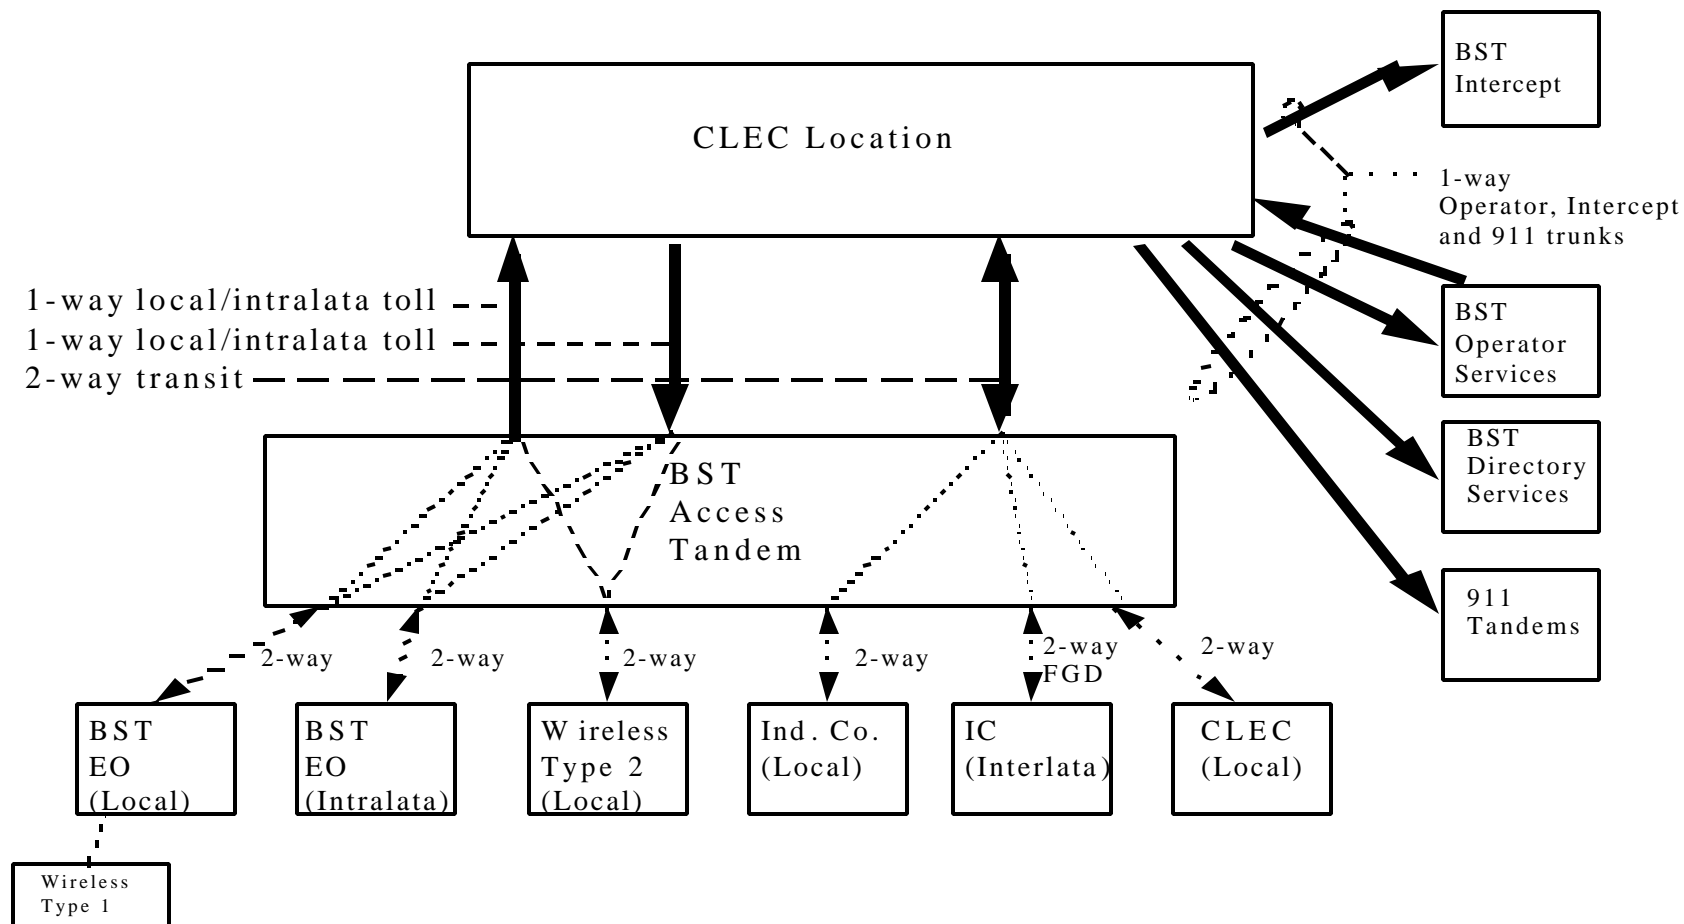 BST
Intercept
CLEC Location
1-way
Operator, Intercept
and 911 trunks
1-way local/intralata toll
1-way local/intralata toll
2-way transit
BST
Operator
Services
BST
Directory
Services
BST
Access
Tandem
911
Tandems
2-way
2-way
2-way
2-way
2-way
FGD
2-way
BST
EO
(Local)
BST
EO
(Intralata)
Wireless
Type 2
(Local)
Ind. Co.
(Local)
IC
(Interlata)
CLEC
(Local)
Wireless
Type 1